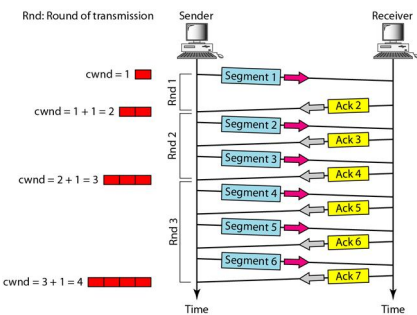 Rnd: Round of transmission
Sender
Receiver
cwnd = 1
Rnd 1
Segment 1
Ack 2
cwnd = 1 + 1 = 2
Rnd 2
Segment 2
Ack 3
Segment 3
Ack 4
cwnd = 2 + 1 = 3
Rnd 3
Segment 4
Ack 5
Segment 5
Ack 6
Segment 6
Ack 7
cwnd = 3 + 1 = 4
Time
Time